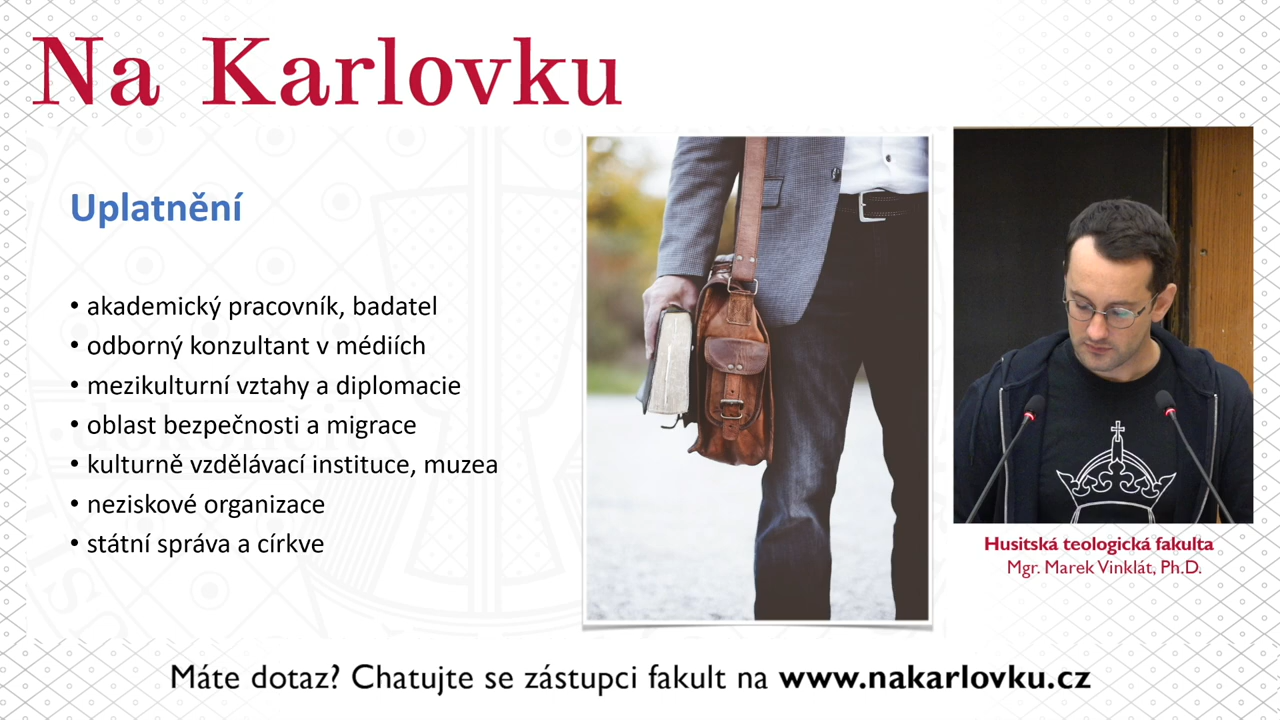 Na Karlovku
Uplatnění
• akademický pracovník, badatel
• odborný konzultant v médiích
• mezikulturní vztahy a diplomacie
• oblast bezpečnosti a migrace
• kulturně vzdělávací instituce, muzea
• neziskové organizace
• státní správa a církve
Husitská teologická fakulta
Mgr. Marek Vinklát, Ph.D.
Máte dotaz? Chatujte se zástupci fakult na www.nakarlovku.cz